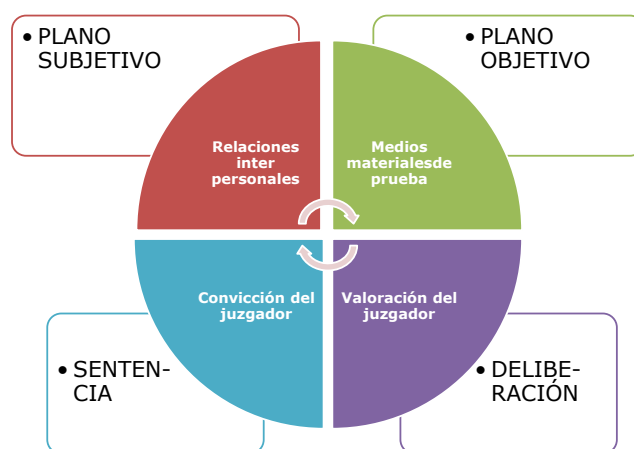 • PLANO
SUBJETIVO
• PLANO
OBJETIVO
Relaciones
inter
personales
Medios
materialesde
prueba
Convicción del
juzgador
Valoración del
juzgador
• SENTEN-
CIA
• DELIBE-
RACIÓN